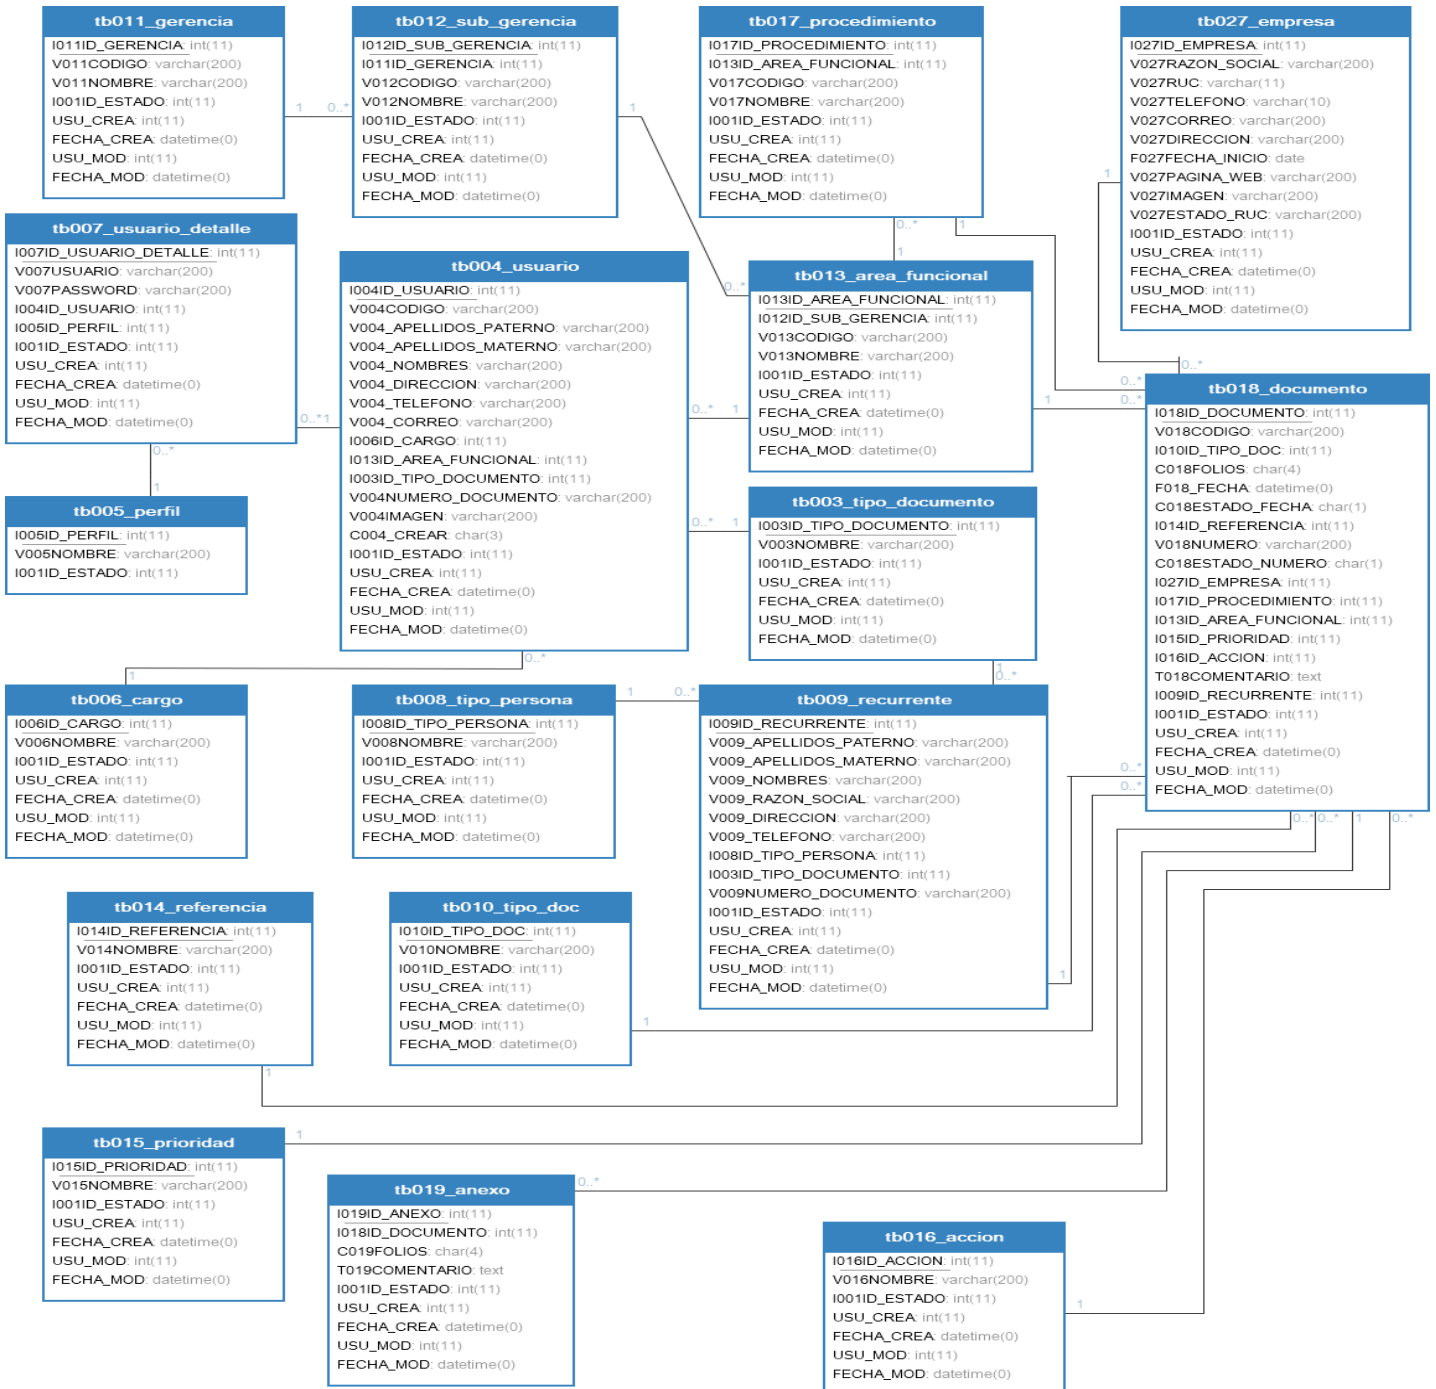 tb011_gerencia
I011ID_GERENCIA: int(11)
V011CODIGO: varchar(200)
V011NOMBRE: varchar(200)
I001ID_ESTADO: int(11)
USU_CREA: int(11)
FECHA_CREA: datetime(0)
USU_MOD: int(11)
FECHA_MOD: datetime(0)
1
0..*
tb012_sub_gerencia
I012ID_SUB_GERENCIA: int(11)
I011ID_GERENCIA: int(11)
V012CODIGO: varchar(200)
V012NOMBRE: varchar(200)
I001ID_ESTADO: int(11)
USU_CREA: int(11)
FECHA_CREA: datetime(0)
USU_MOD: int(11)
FECHA_MOD: datetime(0)
1
0..*
tb017_procedimiento
I017ID_PROCEDIMIENTO: int(11)
I013ID_AREA_FUNCIONAL: int(11)
V017CODIGO: varchar(200)
V017NOMBRE: varchar(200)
I001ID_ESTADO: int(11)
USU_CREA: int(11)
FECHA_CREA: datetime(0)
USU_MOD: int(11)
FECHA_MOD: datetime(0)
0..*
1
1
0..*
tb027_empresa
I027ID_EMPRESA: int(11)
V027RAZON_SOCIAL: varchar(200)
V027RUC: varchar(11)
V027TELEFONO: varchar(10)
V027CORREO: varchar(200)
V027DIRECCION: varchar(200)
F027FECHA_INICIO: date
V027PAGINA_WEB: varchar(200)
V027IMAGEN: varchar(200)
V027ESTADO_RUC: varchar(200)
I001ID_ESTADO: int(11)
USU_CREA: int(11)
FECHA_CREA: datetime(0)
USU_MOD: int(11)
FECHA_MOD: datetime(0)
1
0..*
tb007_usuario_detalle
I007ID_USUARIO_DETALLE: int(11)
V007USUARIO: varchar(200)
V007PASSWORD: varchar(200)
I004ID_USUARIO: int(11)
I005ID_PERFIL: int(11)
I001ID_ESTADO: int(11)
USU_CREA: int(11)
FECHA_CREA: datetime(0)
USU_MOD: int(11)
FECHA_MOD: datetime(0)
0..*1
0..*
1
tb004_usuario
I004ID_USUARIO: int(11)
V004CODIGO: varchar(200)
V004_APELLIDOS_PATERNO: varchar(200)
V004_APELLIDOS_MATERNO: varchar(200)
V004_NOMBRES: varchar(200)
V004_DIRECCION: varchar(200)
V004_TELEFONO: varchar(200)
V004_CORREO: varchar(200)
I006ID_CARGO: int(11)
I013ID_AREA_FUNCIONAL: int(11)
I003ID_TIPO_DOCUMENTO: int(11)
V004NUMERO_DOCUMENTO: varchar(200)
V004IMAGEN: varchar(200)
C004_CREAR: char(3)
I001ID_ESTADO: int(11)
USU_CREA: int(11)
FECHA_CREA: datetime(0)
USU_MOD: int(11)
FECHA_MOD: datetime(0)
0..*
1
0..*
1
0..*
1
tb013_area_funcional
I013ID_AREA_FUNCIONAL: int(11)
I012ID_SUB_GERENCIA: int(11)
V013CODIGO: varchar(200)
V013NOMBRE: varchar(200)
I001ID_ESTADO: int(11)
USU_CREA: int(11)
FECHA_CREA: datetime(0)
USU_MOD: int(11)
FECHA_MOD: datetime(0)
1
0..*
tb018_documento
I018ID_DOCUMENTO: int(11)
V018CODIGO: varchar(200)
I010ID_TIPO_DOC: int(11)
C018FOLIOS: char(4)
F018_FECHA: datetime(0)
C018ESTADO_FECHA: char(1)
I014ID_REFERENCIA: int(11)
V018NUMERO: varchar(200)
C018ESTADO_NUMERO: char(1)
I027ID_EMPRESA: int(11)
I017ID_PROCEDIMIENTO: int(11)
I013ID_AREA_FUNCIONAL: int(11)
I015ID_PRIORIDAD: int(11)
I016ID_ACCION: int(11)
T018COMENTARIO: text
I009ID_RECURRENTE: int(11)
I001ID_ESTADO: int(11)
USU_CREA: int(11)
FECHA_CREA: datetime(0)
USU_MOD: int(11)
FECHA_MOD: datetime(0)
0..*
0..*
0..*
0..*
1
0..*
tb005_perfil
I005ID_PERFIL: int(11)
V005NOMBRE: varchar(200)
I001ID_ESTADO: int(11)
tb003_tipo_documento
I003ID_TIPO_DOCUMENTO: int(11)
V003NOMBRE: varchar(200)
I001ID_ESTADO: int(11)
USU_CREA: int(11)
FECHA_CREA: datetime(0)
USU_MOD: int(11)
FECHA_MOD: datetime(0)
1
0..*
tb006_cargo
I006ID_CARGO: int(11)
V006NOMBRE: varchar(200)
I001ID_ESTADO: int(11)
USU_CREA: int(11)
FECHA_CREA: datetime(0)
USU_MOD: int(11)
FECHA_MOD: datetime(0)
tb008_tipo_persona
I008ID_TIPO_PERSONA: int(11)
V008NOMBRE: varchar(200)
I001ID_ESTADO: int(11)
USU_CREA: int(11)
FECHA_CREA: datetime(0)
USU_MOD: int(11)
FECHA_MOD: datetime(0)
1
0..*
tb009_recurrente
I009ID_RECURRENTE: int(11)
V009_APELLIDOS_PATERNO: varchar(200)
V009_APELLIDOS_MATERNO: varchar(200)
V009_NOMBRES: varchar(200)
V009_RAZON_SOCIAL: varchar(200)
V009_DIRECCION: varchar(200)
V009_TELEFONO: varchar(200)
I008ID_TIPO_PERSONA: int(11)
I003ID_TIPO_DOCUMENTO: int(11)
V009NUMERO_DOCUMENTO: varchar(200)
I001ID_ESTADO: int(11)
USU_CREA: int(11)
FECHA_CREA: datetime(0)
USU_MOD: int(11)
FECHA_MOD: datetime(0)
1
tb014_referencia
I014ID_REFERENCIA: int(11)
V014NOMBRE: varchar(200)
I001ID_ESTADO: int(11)
USU_CREA: int(11)
FECHA_CREA: datetime(0)
USU_MOD: int(11)
FECHA_MOD: datetime(0)
1
tb010_tipo_doc
I010ID_TIPO_DOC: int(11)
V010NOMBRE: varchar(200)
I001ID_ESTADO: int(11)
USU_CREA: int(11)
FECHA_CREA: datetime(0)
USU_MOD: int(11)
FECHA_MOD: datetime(0)
1
tb015_prioridad
I015ID_PRIORIDAD: int(11)
V015NOMBRE: varchar(200)
I001ID_ESTADO: int(11)
USU_CREA: int(11)
FECHA_CREA: datetime(0)
USU_MOD: int(11)
FECHA_MOD: datetime(0)
1
tb019_anexo
I019ID_ANEXO: int(11)
I018ID_DOCUMENTO: int(11)
C019FOLIOS: char(4)
T019COMENTARIO: text
I001ID_ESTADO: int(11)
USU_CREA: int(11)
FECHA_CREA: datetime(0)
USU_MOD: int(11)
FECHA_MOD: datetime(0)
0..*
tb016_accion
I016ID_ACCION: int(11)
V016NOMBRE: varchar(200)
I001ID_ESTADO: int(11)
USU_CREA: int(11)
FECHA_CREA: datetime(0)
USU_MOD: int(11)
FECHA_MOD: datetime(0)
1